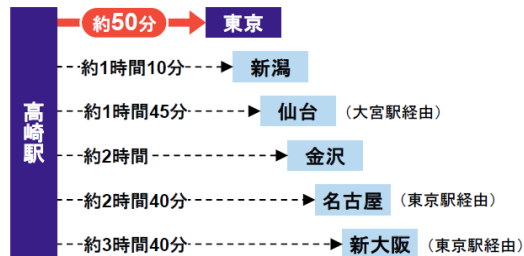 高崎駅
約50分 東京
約1時間10分 新潟
約1時間45分 仙台 （大宮駅経由）
約2時間 金沢
約2時間40分 名古屋 （東京駅経由）
約3時間40分 新大阪 （東京駅経由）